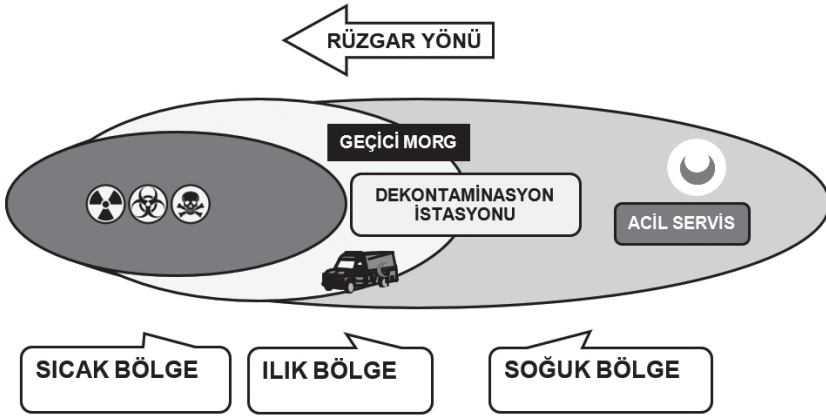 RÜZGAR YÖNÜ
GEÇİCİ MORG
DEKONTAMİNASYON
İSTASYONU
ACİL SERVİS
SICAK BÖLGE
ILIK BÖLGE
SOĞUK BÖLGE